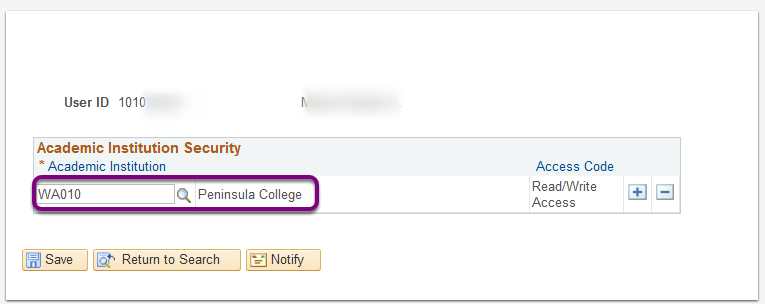 User ID 1010
Academic Institution Security
* Academic Institution Access Code
WA010 Peninsula College Read/Write Access
Save Return to Search Notify